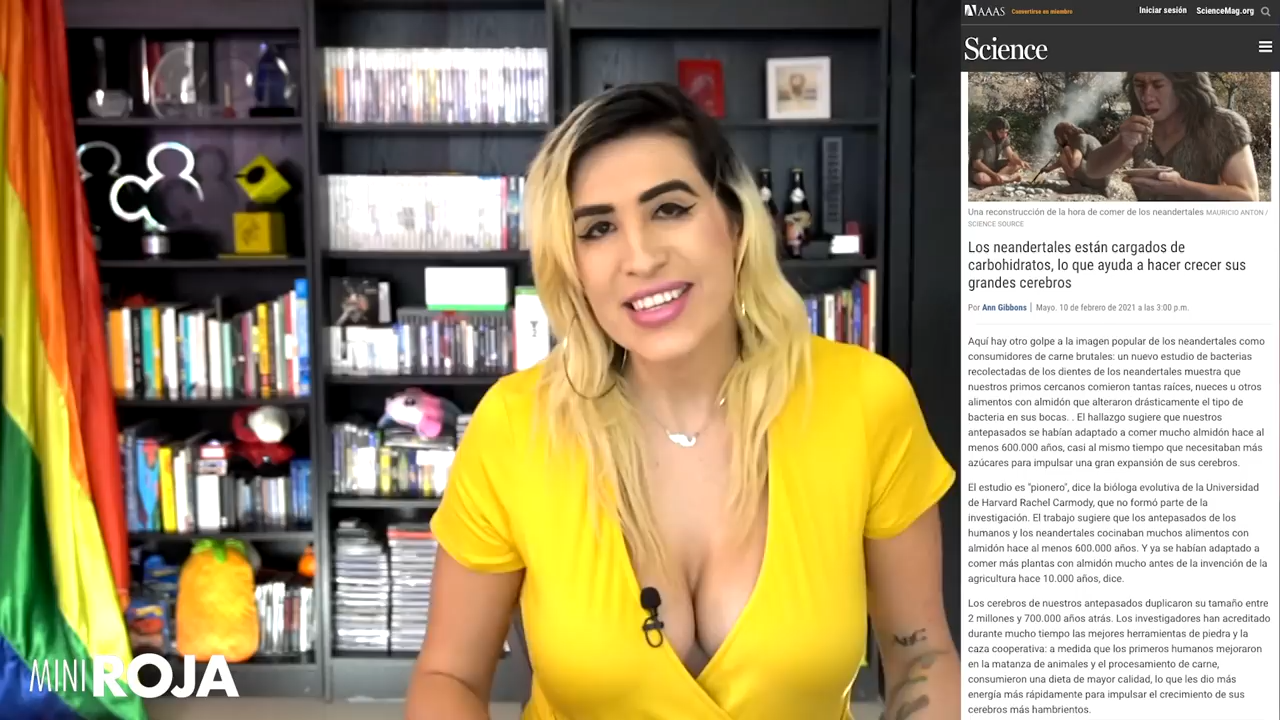 AAAS
Convertirse en miembro
Iniciar sesión
ScienceMag.org
Science
Una reconstrucción de la hora de comer de los neandertales MAURICIO ANTON /
SCIENCE SOURCE
Los neandertales están cargados de
carbohidratos, lo que ayuda a hacer crecer sus
grandes cerebros
Por Ann Gibbons | Mayo. 10 de febrero de 2021 a las 3:00 p.m.
Aquí hay otro golpe a la imagen popular de los neandertales como
consumidores de carne brutales: un nuevo estudio de bacterias
recolectadas de los dientes de los neandertales muestra que
nuestros primos cercanos comieron tantas raíces, nueces u otros
alimentos con almidón que alteraron drásticamente el tipo de
bacteria en sus bocas. . El hallazgo sugiere que nuestros
antepasados se habían adaptado a comer mucho almidón hace al
menos 600.000 años, casi al mismo tiempo que necesitaban más
azúcares para impulsar una gran expansión de sus cerebros.
El estudio es "pionero", dice la bióloga evolutiva de la Universidad
de Harvard Rachel Carmody, que no formó parte de la
investigación. El trabajo sugiere que los antepasados de los
humanos y los neandertales cocinaban muchos alimentos con
almidón hace al menos 600.000 años. Y ya se habían adaptado a
comer más plantas con almidón mucho antes de la invención de la
agricultura hace 10.000 años, dice.
Los cerebros de nuestros antepasados duplicaron su tamaño entre
2 millones y 700.000 años atrás. Los investigadores han acreditado
durante mucho tiempo las mejores herramientas de piedra y la
caza cooperativa: a medida que los primeros humanos mejoraron
en la matanza de animales y el procesamiento de carne,
consumieron una dieta de mayor calidad, lo que les dio más
energía más rápidamente para impulsar el crecimiento de sus
cerebros más hambrientos.
MINI ROJA